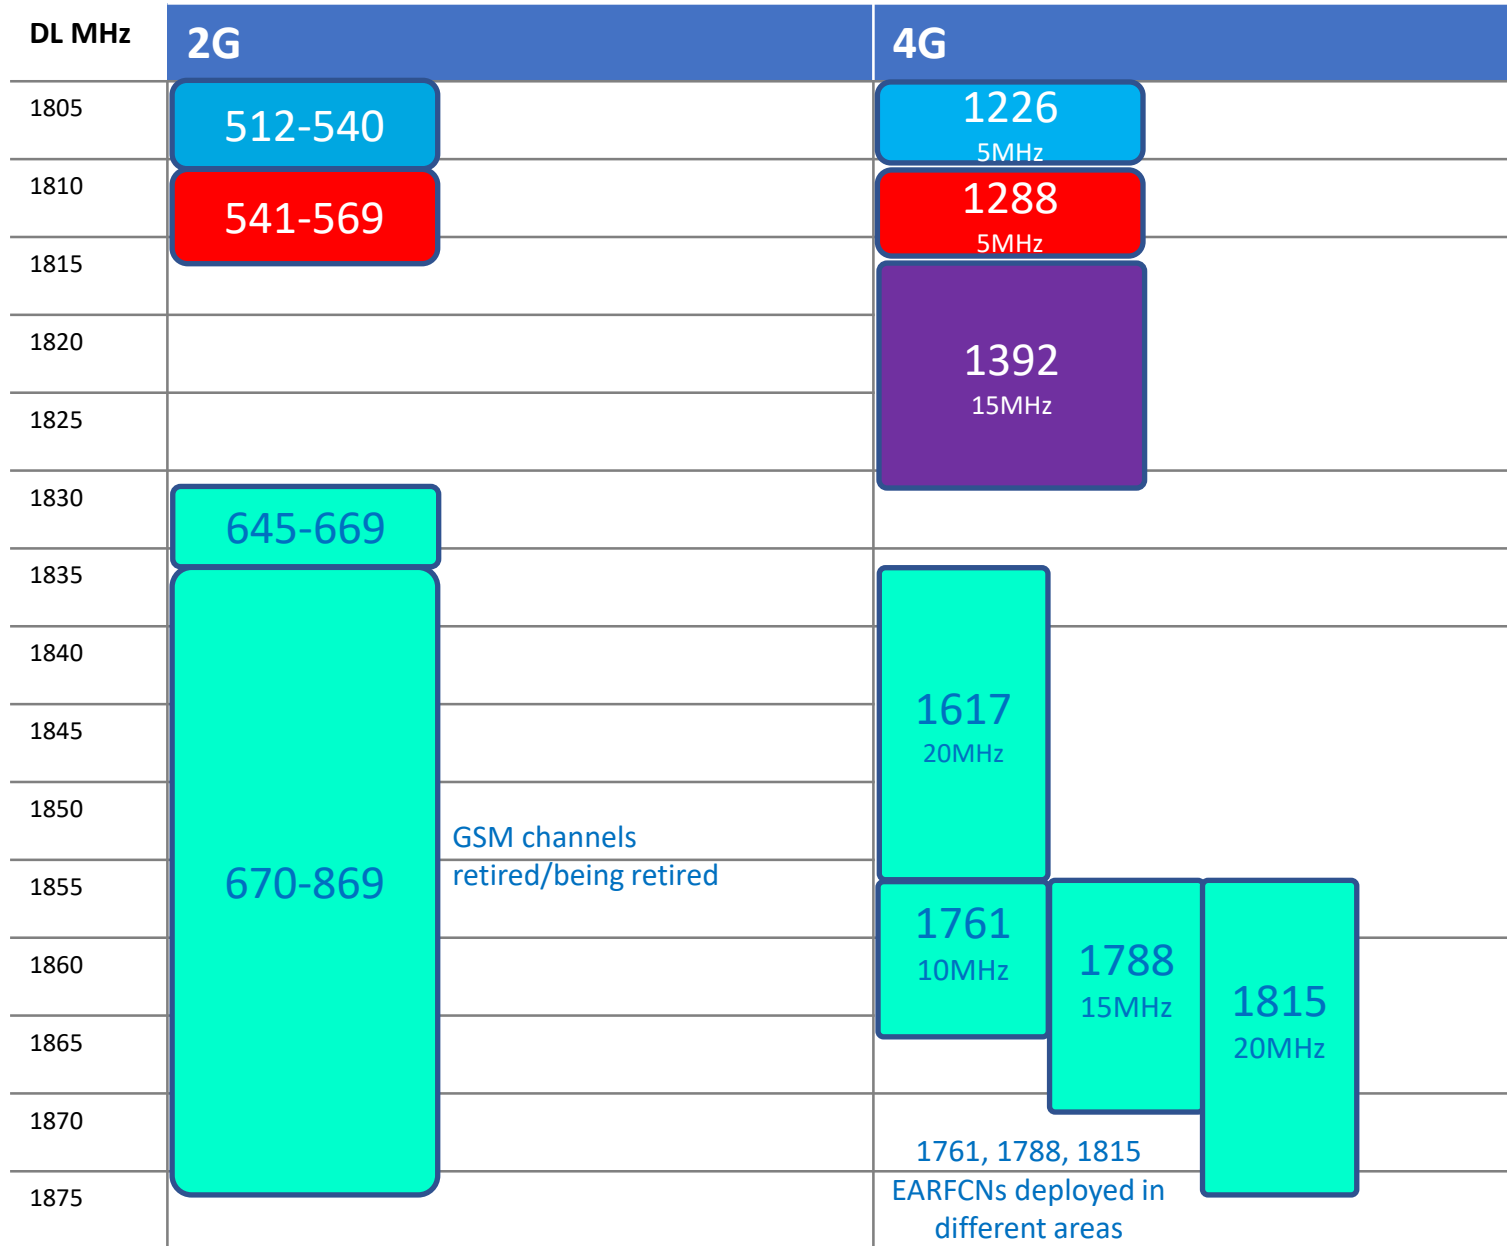 DL MHz
2G
4G
1805
512-540
1226
5MHz
1810
541-569
1288
5MHz
1815
1820
1392
15MHz
1825
1830
645-669
1835
1840
1845
1617
20MHz
1850
GSM channels
retired/being retired
1855
670-869
1761
10MHz
1788
15MHz
1815
20MHz
1860
1865
1870
1761, 1788, 1815
EARFCNs deployed in
different areas
1875